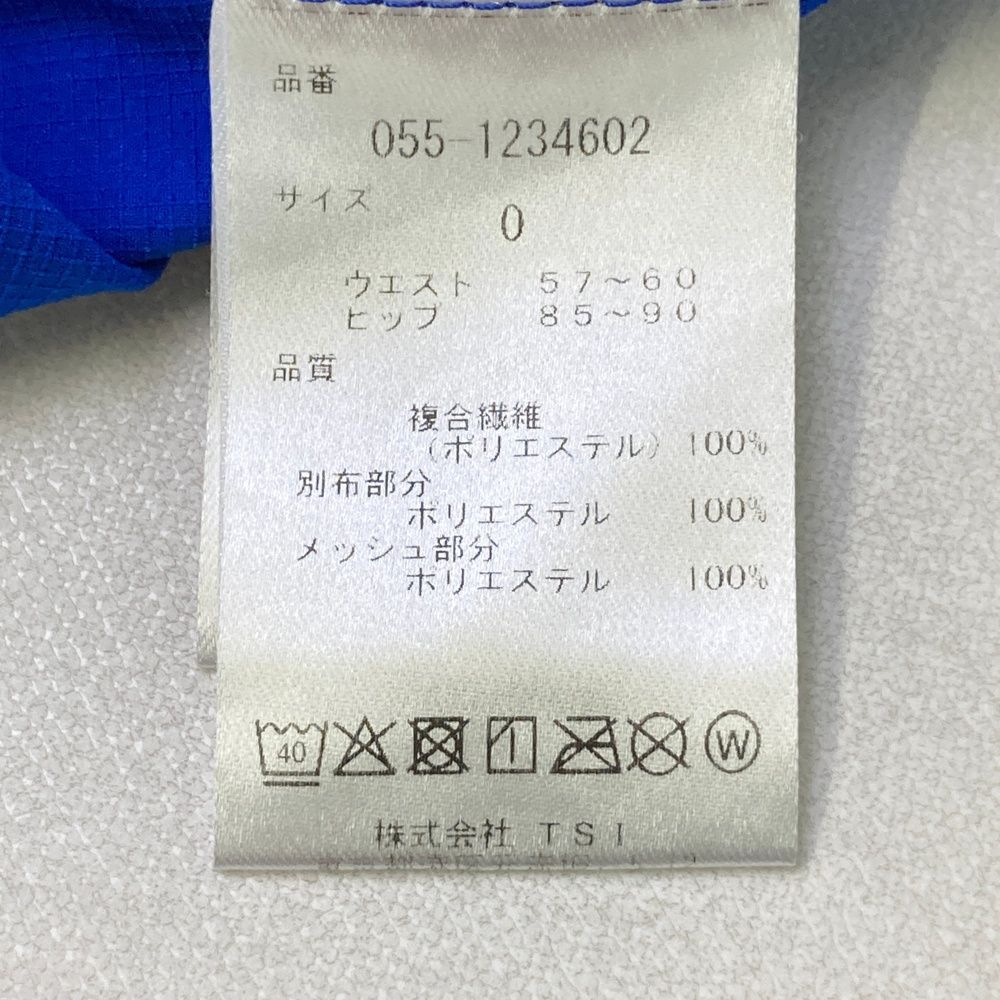 品番
055-1234602
サイズ
0
ウエスト 57~60
ヒップ 85~90
品質
複合繊維
(ポリエステル) 100%
別布部分
ポリエステル 100%
メッシュ部分
ポリエステル 100%
40 W
株式会社 TSI